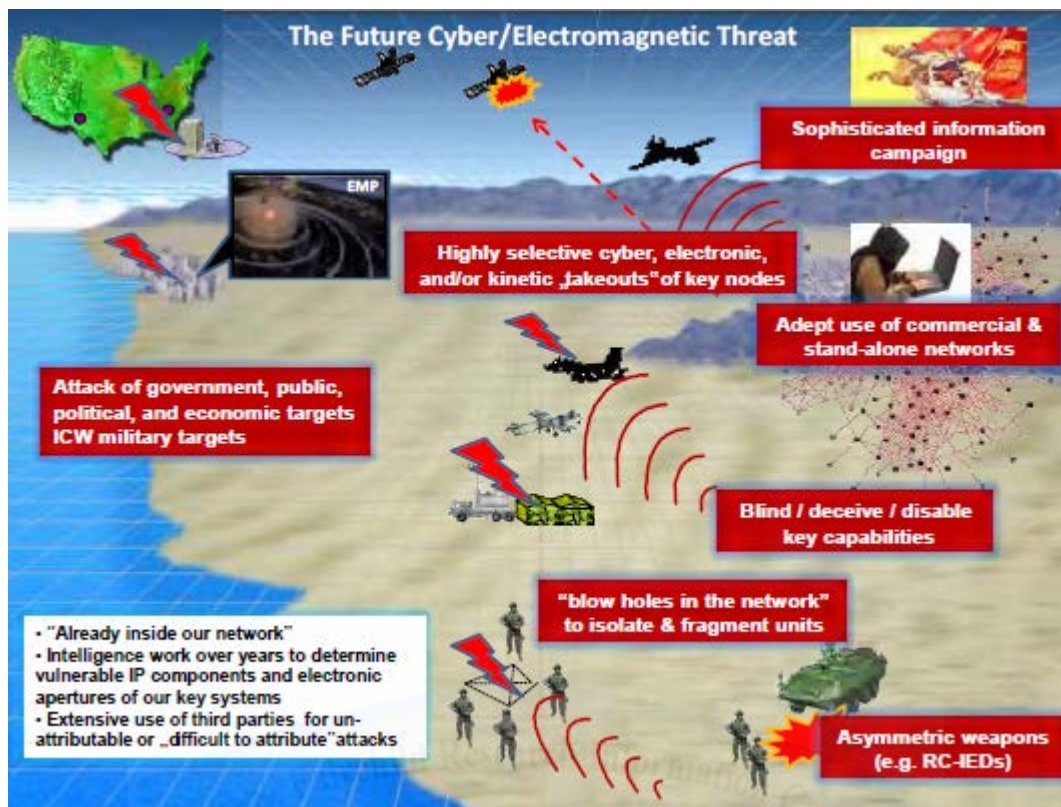 The Future Cyber/Electromagnetic Threat
Sophisticated information
campaign
EMP
Highly selective cyber, electronic,
and/or kinetic „takeouts" of key nodes
Adept use of commercial &
stand-alone networks
Attack of government, public,
political, and economic targets
ICW military targets
Blind / deceive / disable
key capabilities
“blow holes in the network”
to isolate & fragment units
• “Already inside our network”
• Intelligence work over years to determine
vulnerable IP components and electronic
apertures of our key systems
• Extensive use of third parties for un-
attributable or „difficult to attribute" attacks
Asymmetric weapons
(e.g. RC-IEDs)